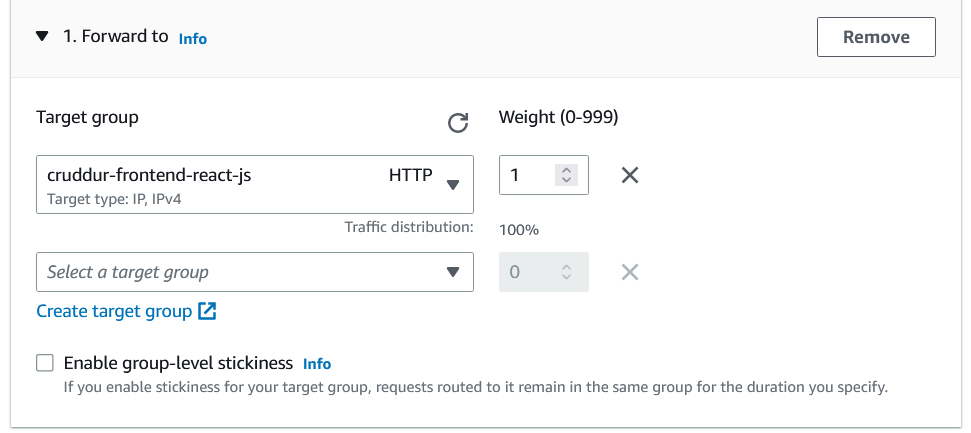 1. Forward to Info
Remove
Target group
Weight (0-999)
cruddur-frontend-react-js HTTP
Target type: IP, IPv4
1
Traffic distribution:
100%
Select a target group
0
Create target group
Enable group-level stickiness Info
If you enable stickiness for your target group, requests routed to it remain in the same group for the duration you specify.